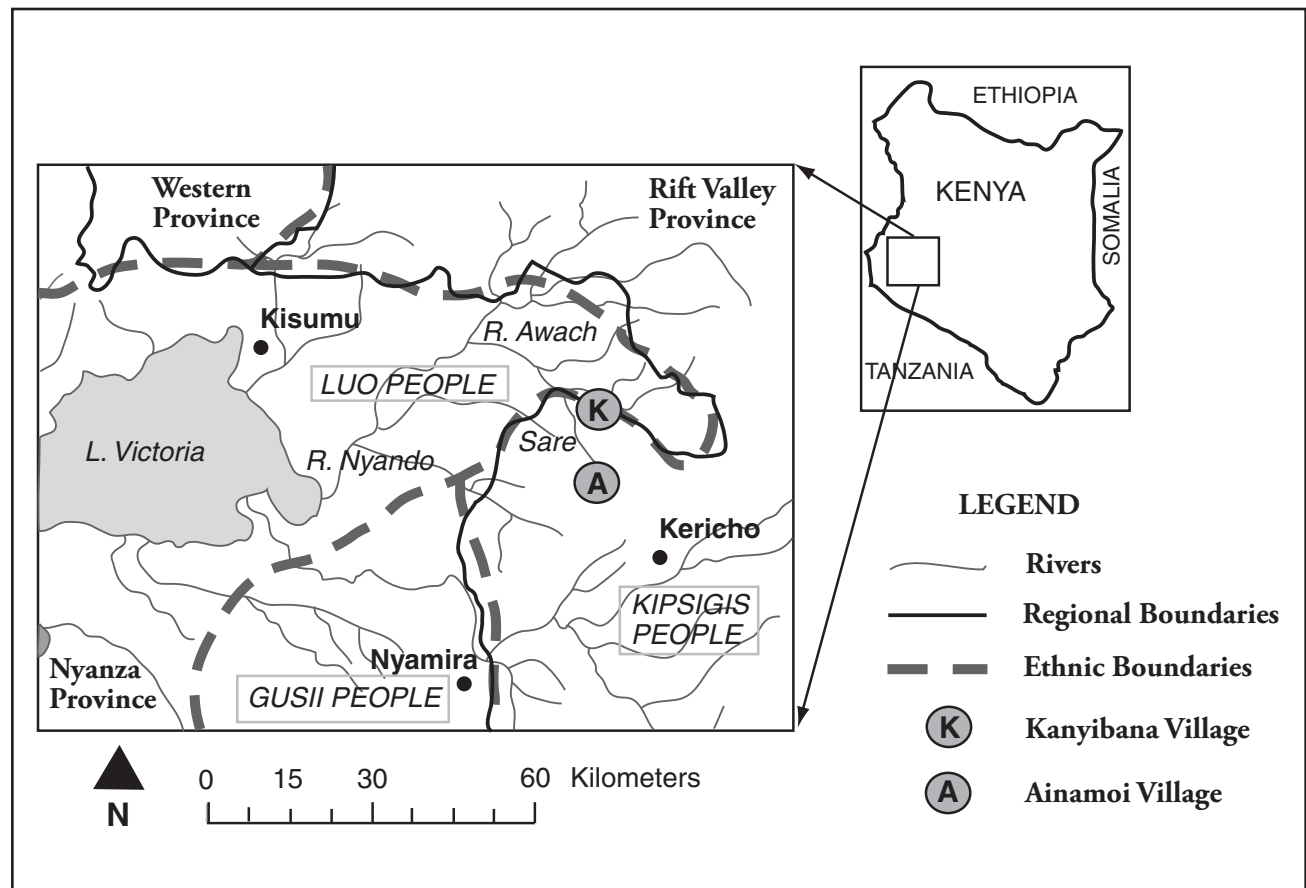 ETHIOPIA
KENYA
SOMALIA
TANZANIA
Western
Province
Rift Valley
Province
Kisumu
R. Awach
LUO PEOPLE
K
L. Victoria
R. Nyando
Sare
A
Kericho
KIPSIGIS
PEOPLE
Nyamira
Nyanza
Province
GUSII PEOPLE
N
0 15 30 60 Kilometers
LEGEND
Rivers
Regional Boundaries
Ethnic Boundaries
K Kanyibana Village
A Ainamoi Village